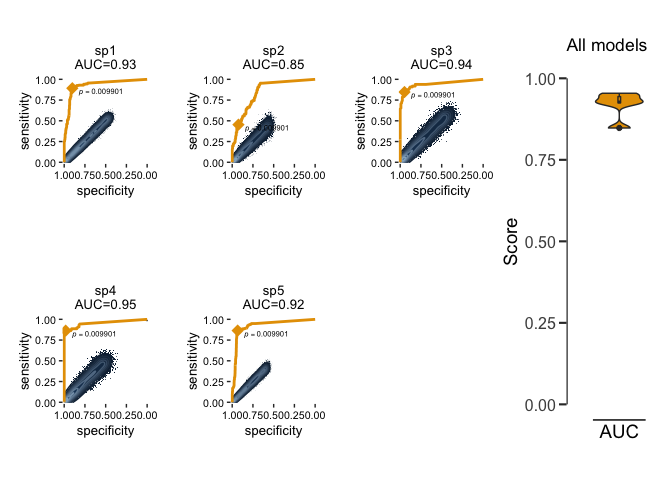 sp1
AUC=0.93
sensitivity
1.00
0.75
0.50
0.25
0.00
p = 0.009901
1.000.750.500.250.00
specificity
sp2
AUC=0.85
sensitivity
1.00
0.75
0.50
0.25
0.00
p = 0.009901
1.000.750.500.250.00
specificity
sp3
AUC=0.94
sensitivity
1.00
0.75
0.50
0.25
0.00
p = 0.009901
1.000.750.500.250.00
specificity
sp4
AUC=0.95
sensitivity
1.00
0.75
0.50
0.25
0.00
p = 0.009901
1.000.750.500.250.00
specificity
sp5
AUC=0.92
sensitivity
1.00
0.75
0.50
0.25
0.00
p = 0.009901
1.000.750.500.250.00
specificity
All models
Score
1.00
0.75
0.50
0.25
0.00
AUC